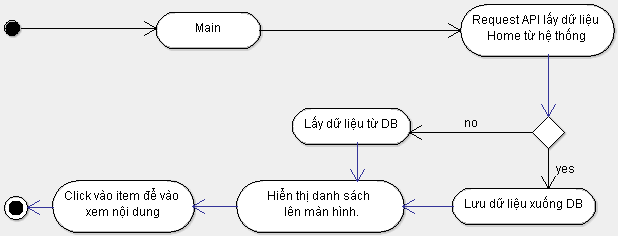 Main
Request API lấy dữ liệu
Home từ hệ thống
no
Lấy dữ liệu từ DB
yes
Lưu dữ liệu xuống DB
Hiển thị danh sách
lên màn hình.
Click vào item để vào
xem nội dung